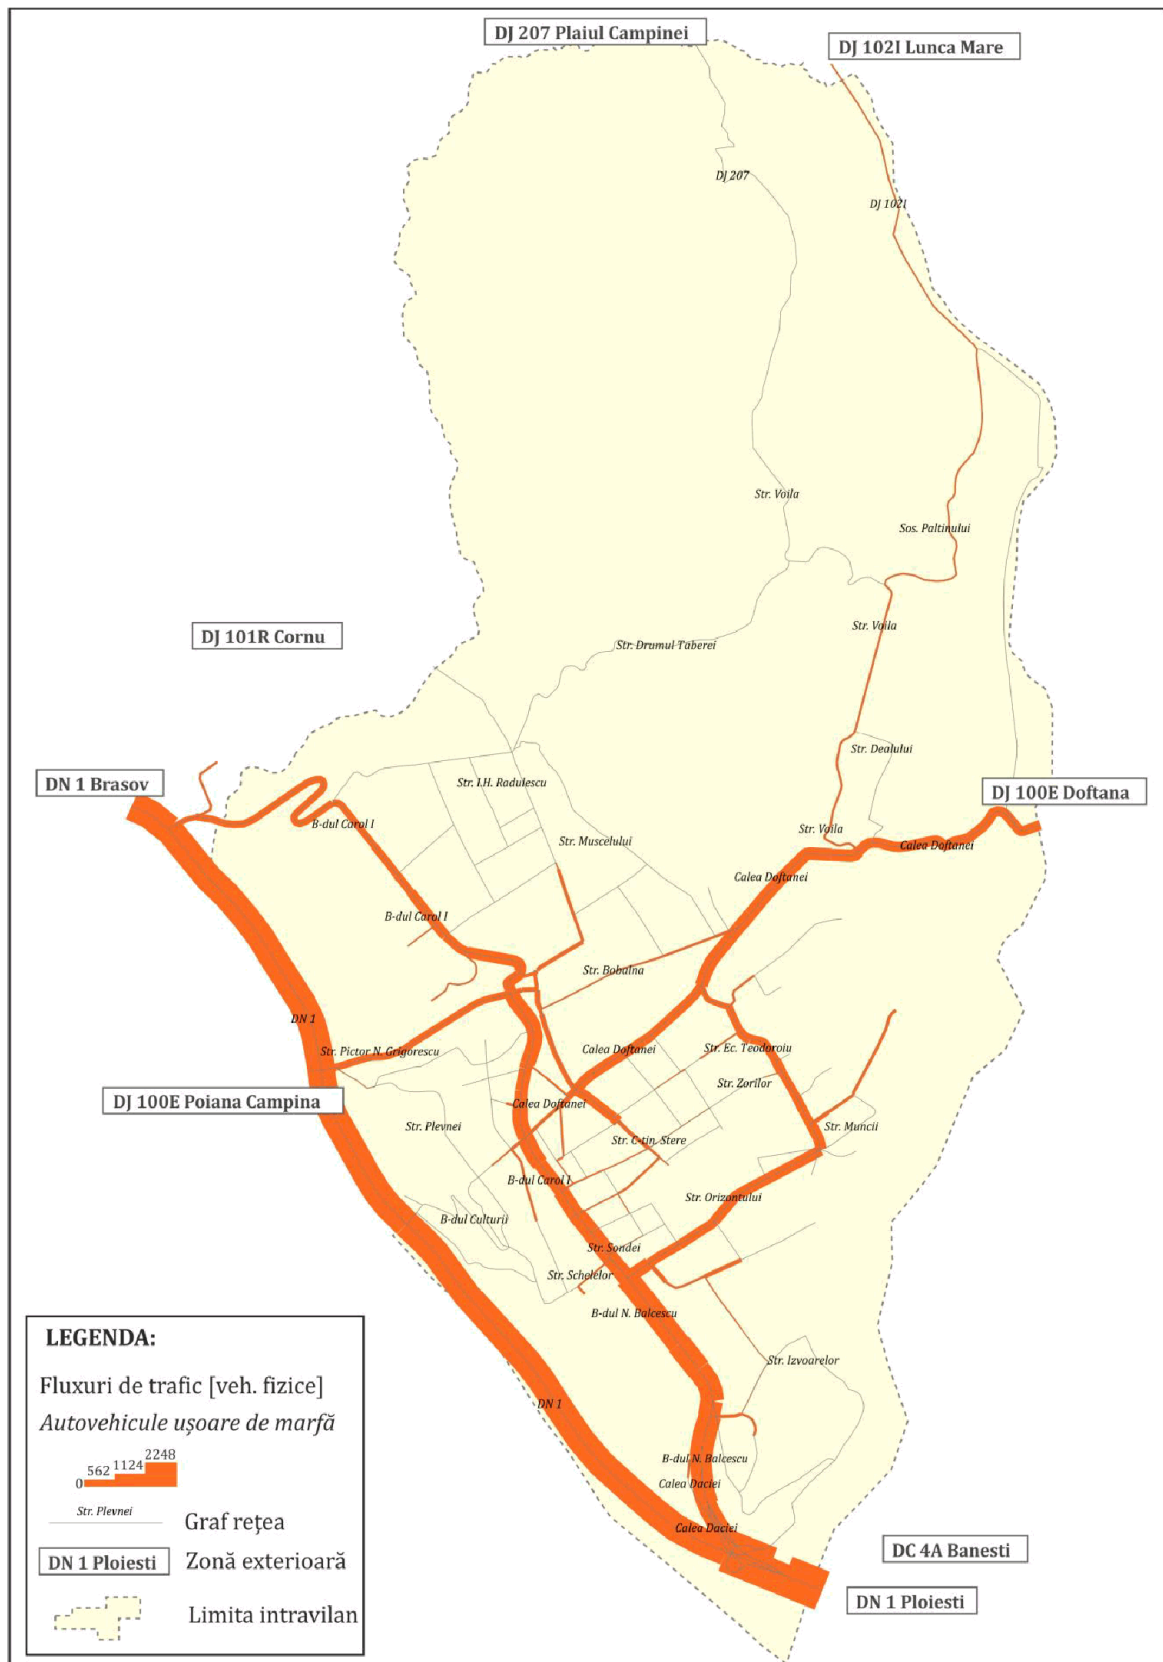 DJ 207 Plaiul Campinei
DJ 102I Lunca Mare
DJ 207
DJ 102I
Str. Voila
Sos. Paltinului
Str. Voila
DJ 101R Cornu
Str. Drumul Taberei
Str. Dealului
DN 1 Brasov
Str. I.H. Radulescu
DJ 100E Doftana
B-dul Carol I
Str. Voila
Str. Muscelului
Calea Doftanei
Calea Doftanei
B-dul Carol I
Str. Bobalna
DN 1
Str. Pictor N. Grigorescu
Calea Doftanei
Str. Ec. Teodoroiu
Str. Zorilor
DJ 100E Poiana Campina
Calea Doftanei
Str. Plevnei
Str. C-tin. Stere
Str. Muncii
B-dul Carol I
Str. Orizontului
B-dul Culturii
Str. Sondei
Str. Schelelor
B-dul N. Balcescu
Str. Izvoarelor
DN 1
B-dul N. Balcescu
Calea Daciei
Calea Daciei
DC 4A Banesti
DN 1 Ploiesti
LEGENDA:
Fluxuri de trafic [veh. fizice]
Autovehicule ușoare de marfă
0 562 1124 2248
Str. Plevnei
Graf rețea
DN 1 Ploiesti
Zonă exterioară
Limita intravilan